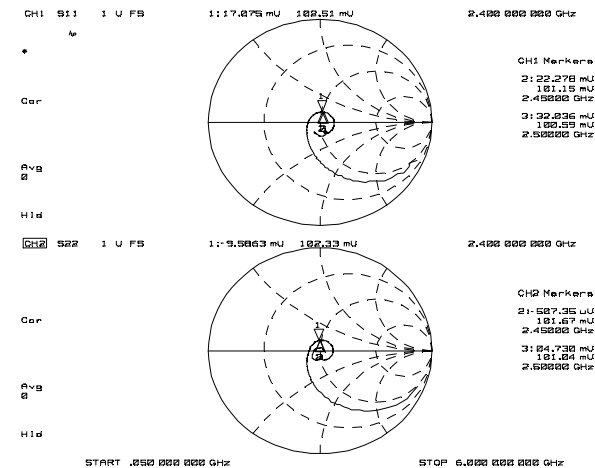 CH1 S11 1 U FS 1:17.075 mU 102.51 mU 2.400 000 000 GHz
hp
*
CH1 Markers
2:22.278 mU
101.15 mU
2.45000 GHz
Cor
3:32.036 mU
100.59 mU
2.50000 GHz
Avg
0
Hld
CH2 S22 1 U FS 1:-9.5863 mU 102.33 mU 2.400 000 000 GHz
CH2 Markers
2:-507.35 uU
101.67 mU
2.45000 GHz
Cor
3:04.730 mU
101.04 mU
2.50000 GHz
Avg
0
Hld
START .050 000 000 GHz STOP 6.000 000 000 GHz